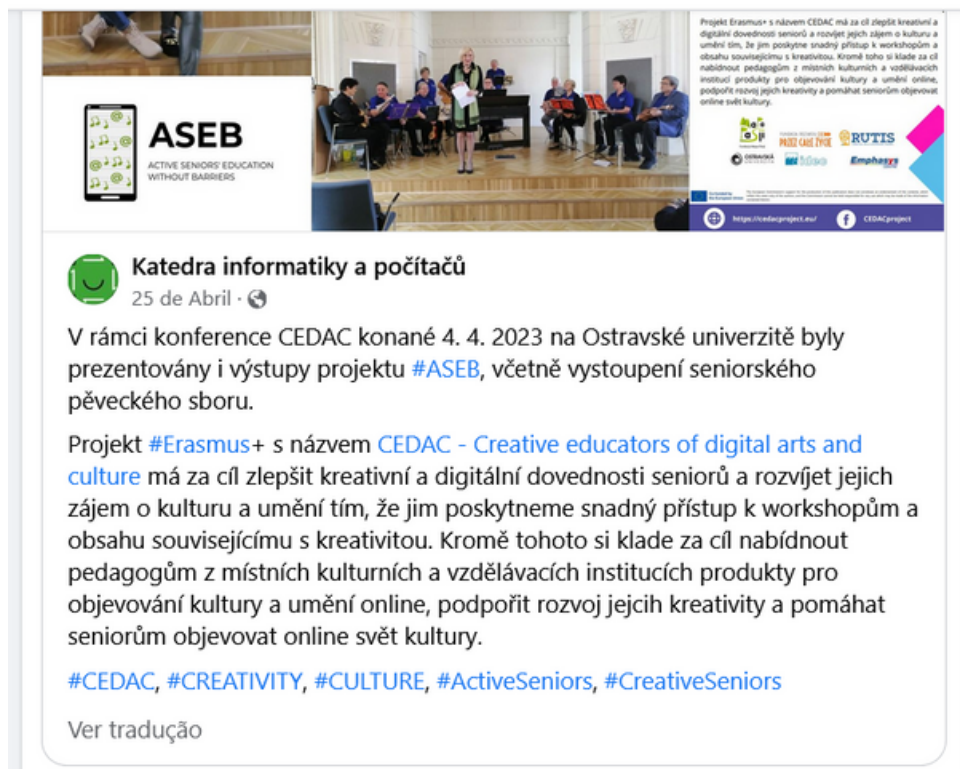 Projekt Erasmus+ s názvem CEDAC má za cíl zlepšit kreativní a
digitální dovednosti seniorů a rozvíjet jejich zájem o kulturu a
umění tím, že jim poskytne snadný přístup k workshopům a
obsahu souvisejícímu s kreativitou. Kromě toho si klade za cíl
nabídnout pedagogům z místních kulturních a vzdělávacích
institucí produkty pro objevování kultury a umění online,
podpořit rozvoj jejich kreativity a pomáhat seniorům objevovat
online svět kultury.
ASEB
ACTIVE SENIORS' EDUCATION
WITHOUT BARRIERS
PRZEZ CAŁE ŻYCIE
RUTIS
OSTRAVSKÁ
idec
Emphasys
https://cedacproject.eu/
CEDACproject
Katedra informatiky a počítačů
25 de Abril ·
V rámci konference CEDAC konané 4. 4. 2023 na Ostravské univerzitě byly
prezentovány i výstupy projektu #ASEB, včetně vystoupení seniorského
pěveckého sboru.
Projekt #Erasmus+ s názvem CEDAC - Creative educators of digital arts and
culture má za cíl zlepšit kreativní a digitální dovednosti seniorů a rozvíjet jejich
zájem o kulturu a umění tím, že jim poskytneme snadný přístup k workshopům a
obsahu souvisejícímu s kreativitou. Kromě tohoto si klade za cíl nabídnout
pedagogům z místních kulturních a vzdělávacích institucích produkty pro
objevování kultury a umění online, podpořit rozvoj jejcih kreativity a pomáhat
seniorům objevovat online svět kultury.
#CEDAC, #CREATIVITY, #CULTURE, #ActiveSeniors, #CreativeSeniors
Ver tradução